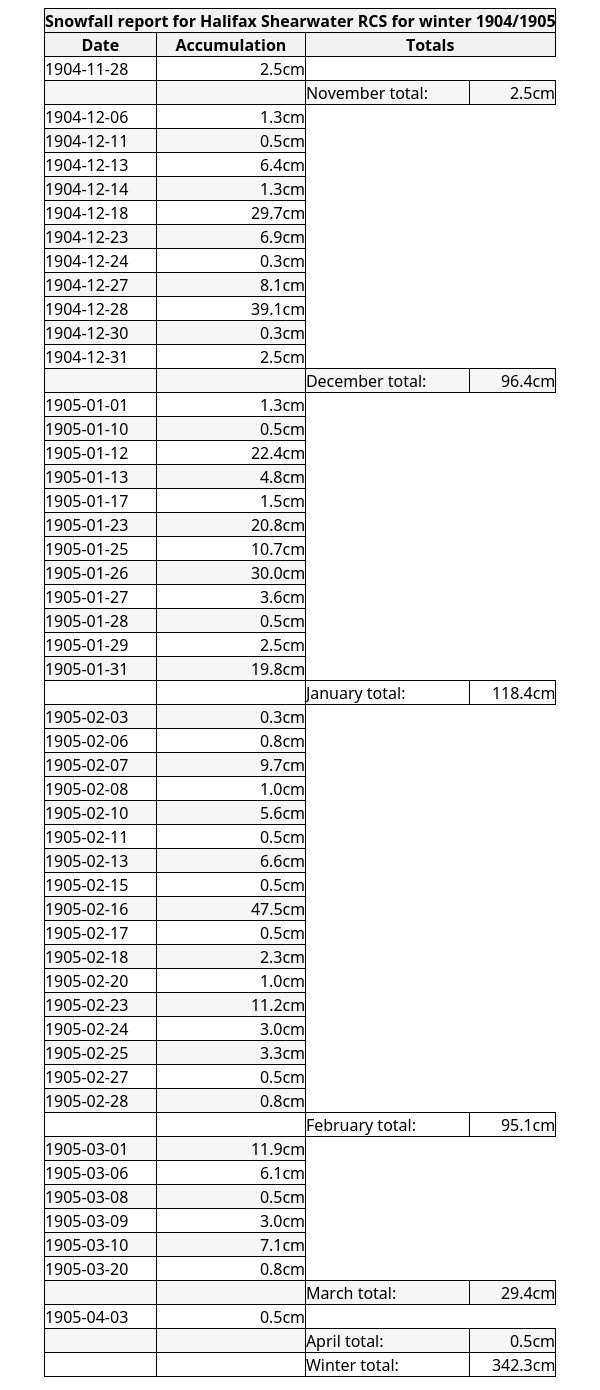 Snowfall report for Halifax Shearwater RCS for winter 1904/1905
Date Accumulation Totals
1904-11-28 2.5cm
November total: 2.5cm
1904-12-06 1.3cm
1904-12-11 0.5cm
1904-12-13 6.4cm
1904-12-14 1.3cm
1904-12-18 29.7cm
1904-12-23 6.9cm
1904-12-24 0.3cm
1904-12-27 8.1cm
1904-12-28 39.1cm
1904-12-30 0.3cm
1904-12-31 2.5cm
December total: 96.4cm
1905-01-01 1.3cm
1905-01-10 0.5cm
1905-01-12 22.4cm
1905-01-13 4.8cm
1905-01-17 1.5cm
1905-01-23 20.8cm
1905-01-25 10.7cm
1905-01-26 30.0cm
1905-01-27 3.6cm
1905-01-28 0.5cm
1905-01-29 2.5cm
1905-01-31 19.8cm
January total: 118.4cm
1905-02-03 0.3cm
1905-02-06 0.8cm
1905-02-07 9.7cm
1905-02-08 1.0cm
1905-02-10 5.6cm
1905-02-11 0.5cm
1905-02-13 6.6cm
1905-02-15 0.5cm
1905-02-16 47.5cm
1905-02-17 0.5cm
1905-02-18 2.3cm
1905-02-20 1.0cm
1905-02-23 11.2cm
1905-02-24 3.0cm
1905-02-25 3.3cm
1905-02-27 0.5cm
1905-02-28 0.8cm
February total: 95.1cm
1905-03-01 11.9cm
1905-03-06 6.1cm
1905-03-08 0.5cm
1905-03-09 3.0cm
1905-03-10 7.1cm
1905-03-20 0.8cm
March total: 29.4cm
1905-04-03 0.5cm
April total: 0.5cm
Winter total: 342.3cm